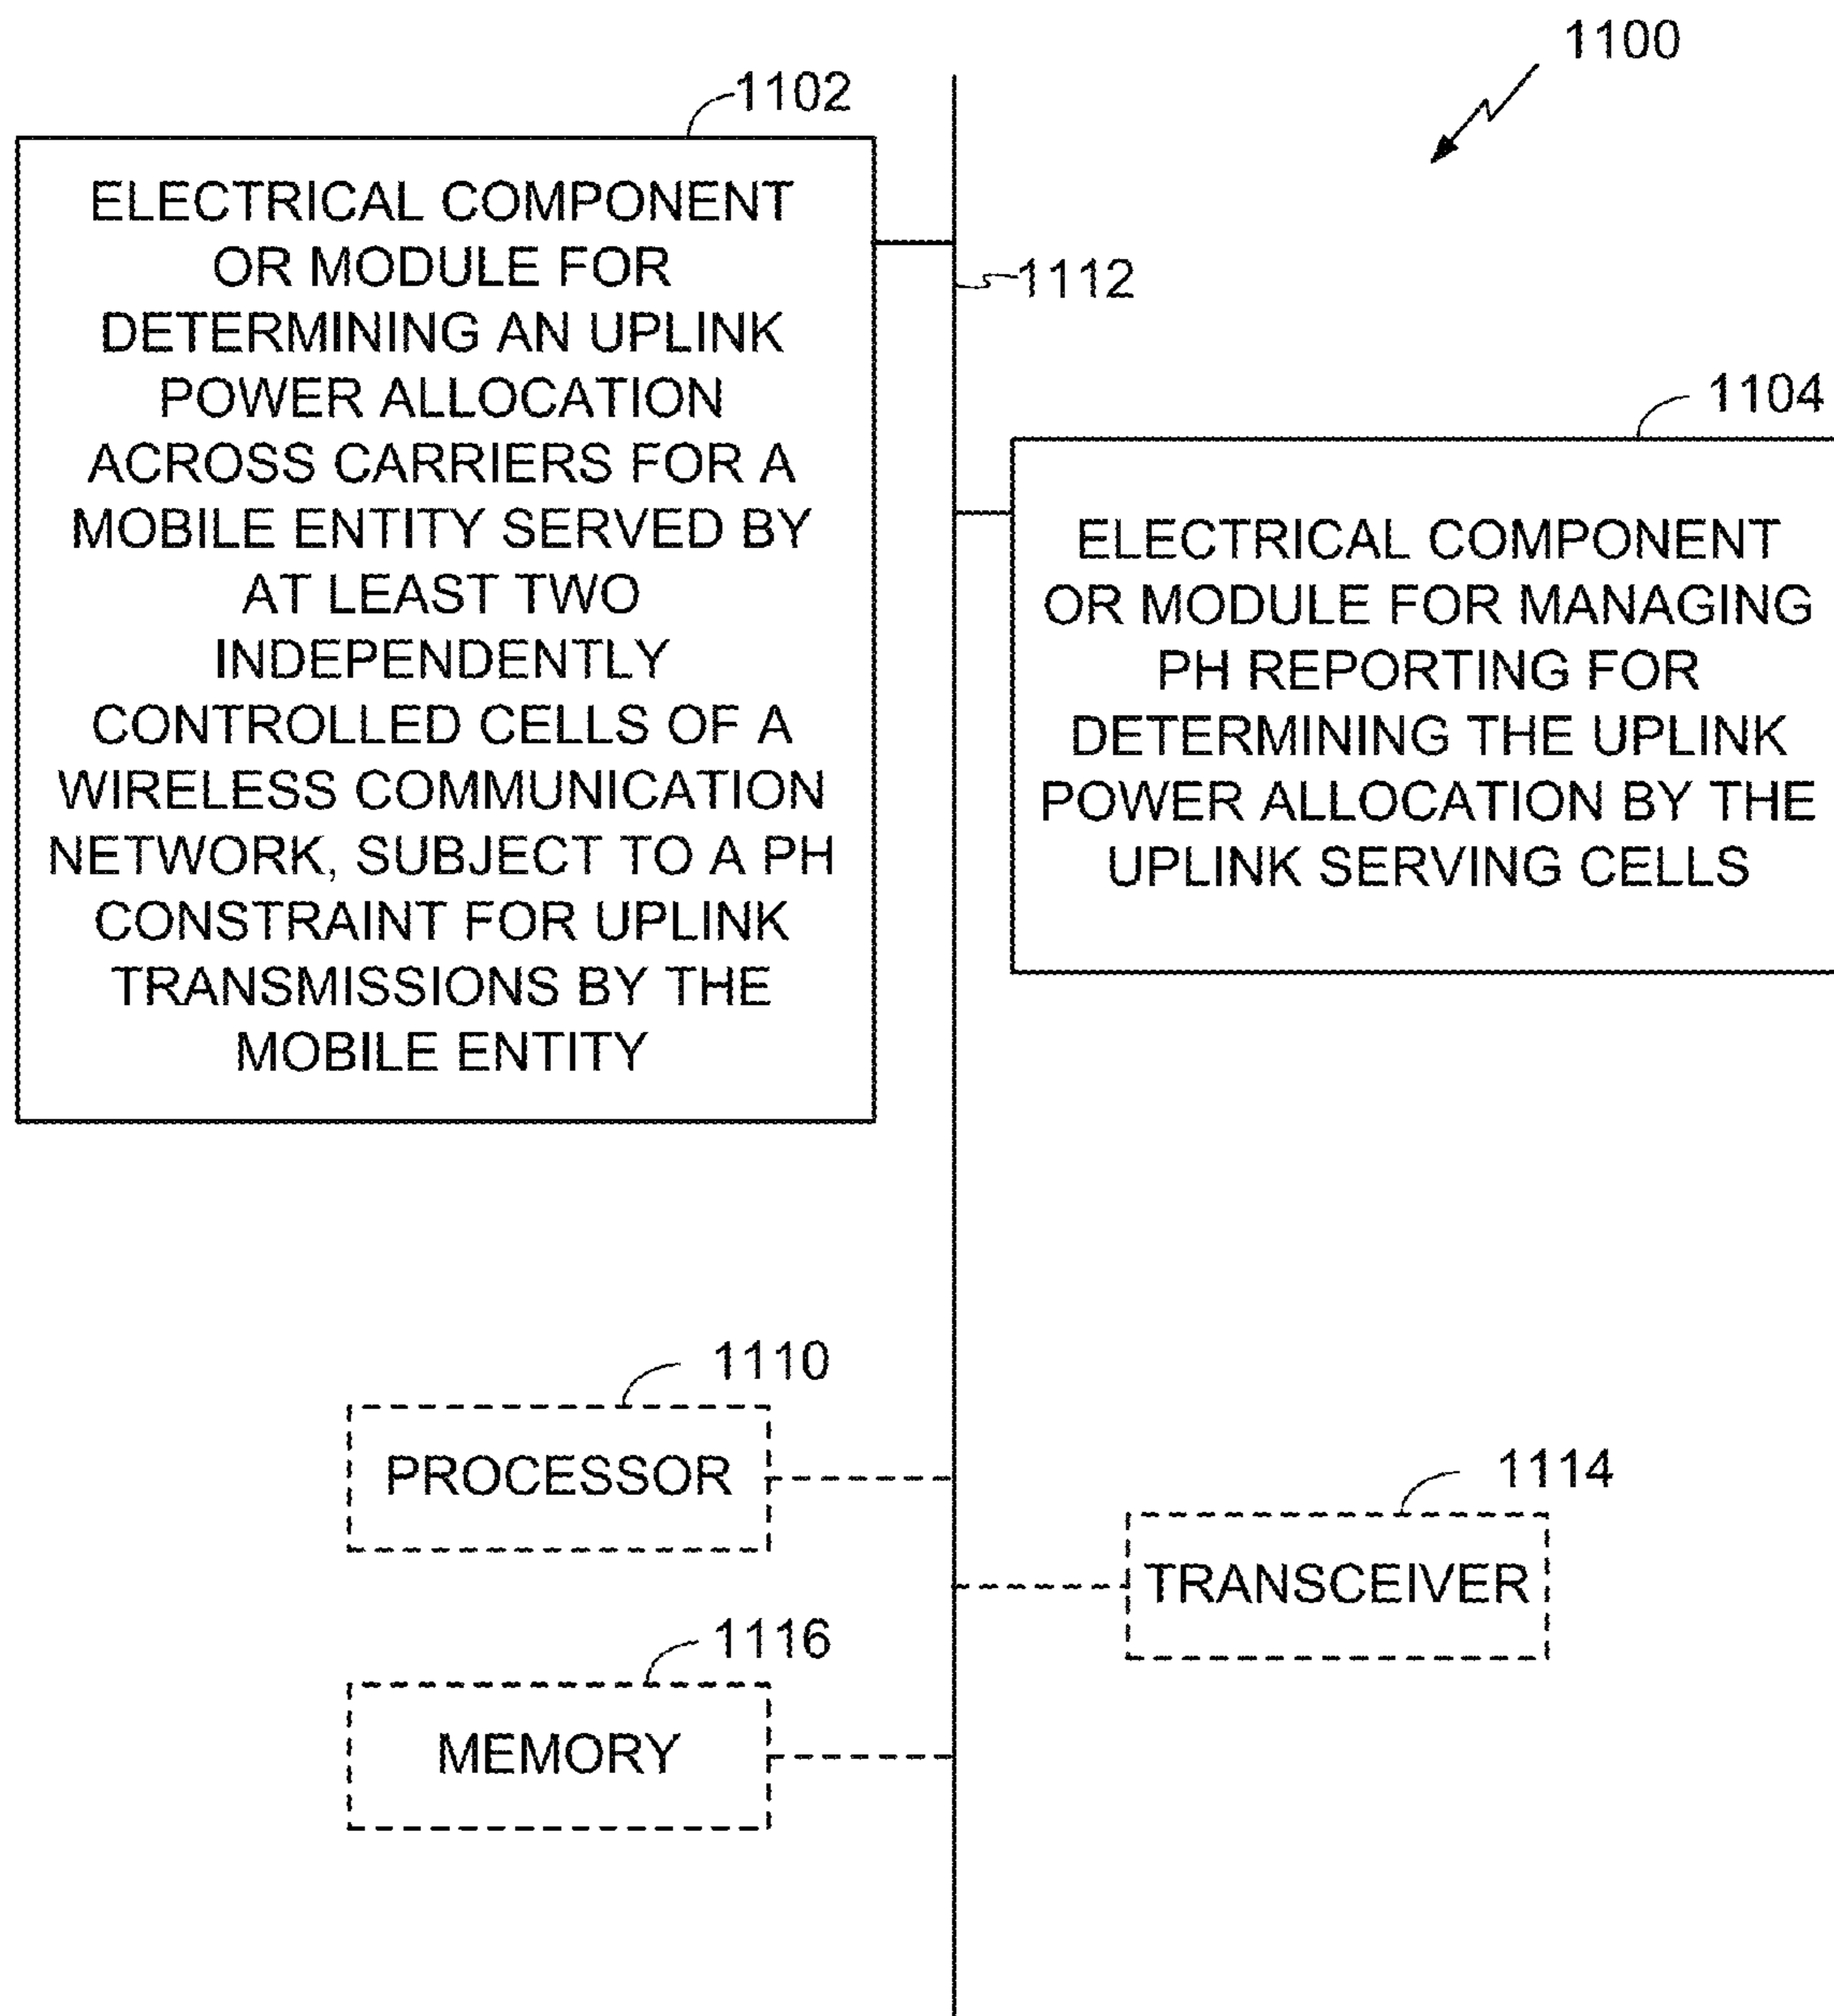 1100
1102
ELECTRICAL COMPONENT
OR MODULE FOR
DETERMINING AN UPLINK
POWER ALLOCATION
ACROSS CARRIERS FOR A
MOBILE ENTITY SERVED BY
AT LEAST TWO
INDEPENDENTLY
CONTROLLED CELLS OF A
WIRELESS COMMUNICATION
NETWORK, SUBJECT TO A PH
CONSTRAINT FOR UPLINK
TRANSMISSIONS BY THE
MOBILE ENTITY
1112
1104
ELECTRICAL COMPONENT
OR MODULE FOR MANAGING
PH REPORTING FOR
DETERMINING THE UPLINK
POWER ALLOCATION BY THE
UPLINK SERVING CELLS
1110
PROCESSOR
1114
TRANSCEIVER
1116
MEMORY